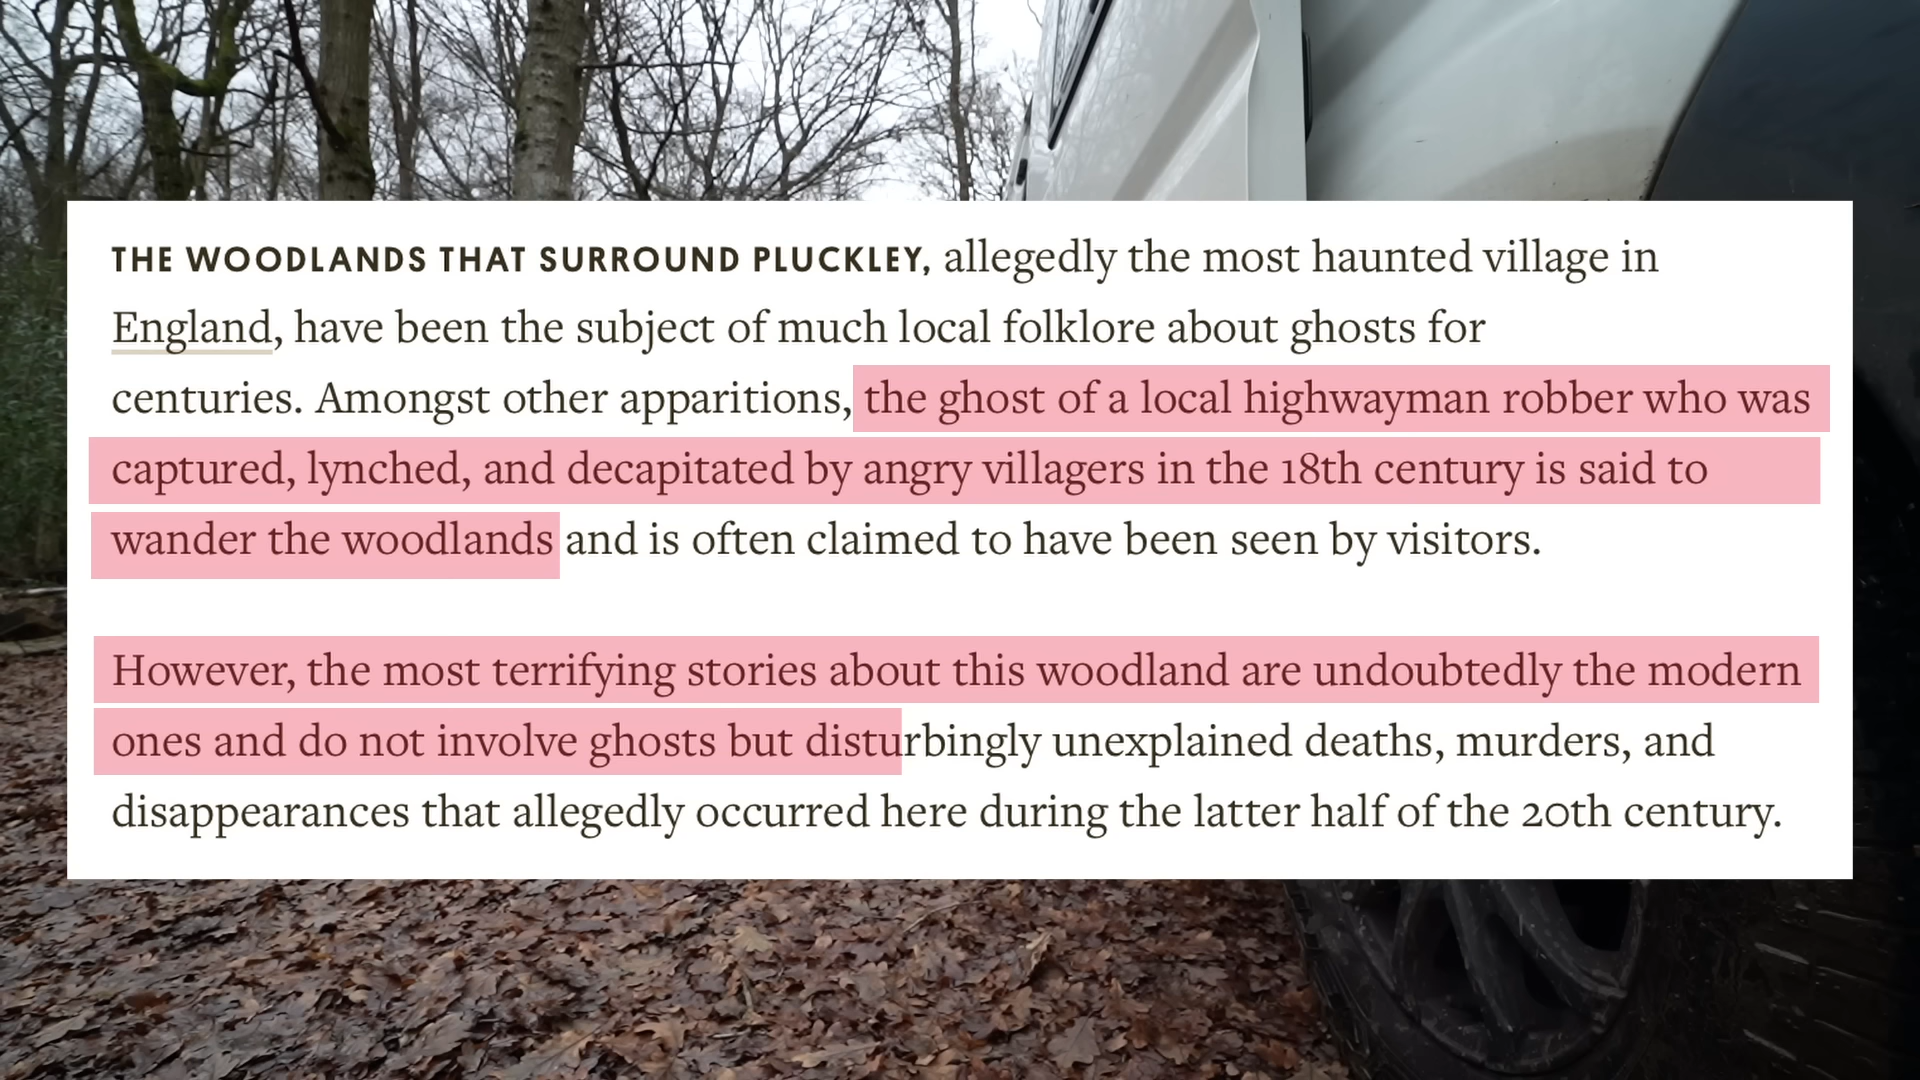 THE WOODLANDS THAT SURROUND PLUCKLEY, allegedly the most haunted village in
England, have been the subject of much local folklore about ghosts for
centuries. Amongst other apparitions, the ghost of a local highwayman robber who was
captured, lynched, and decapitated by angry villagers in the 18th century is said to
wander the woodlands and is often claimed to have been seen by visitors.
However, the most terrifying stories about this woodland are undoubtedly the modern
ones and do not involve ghosts but disturbingly unexplained deaths, murders, and
disappearances that allegedly occurred here during the latter half of the 20th century.